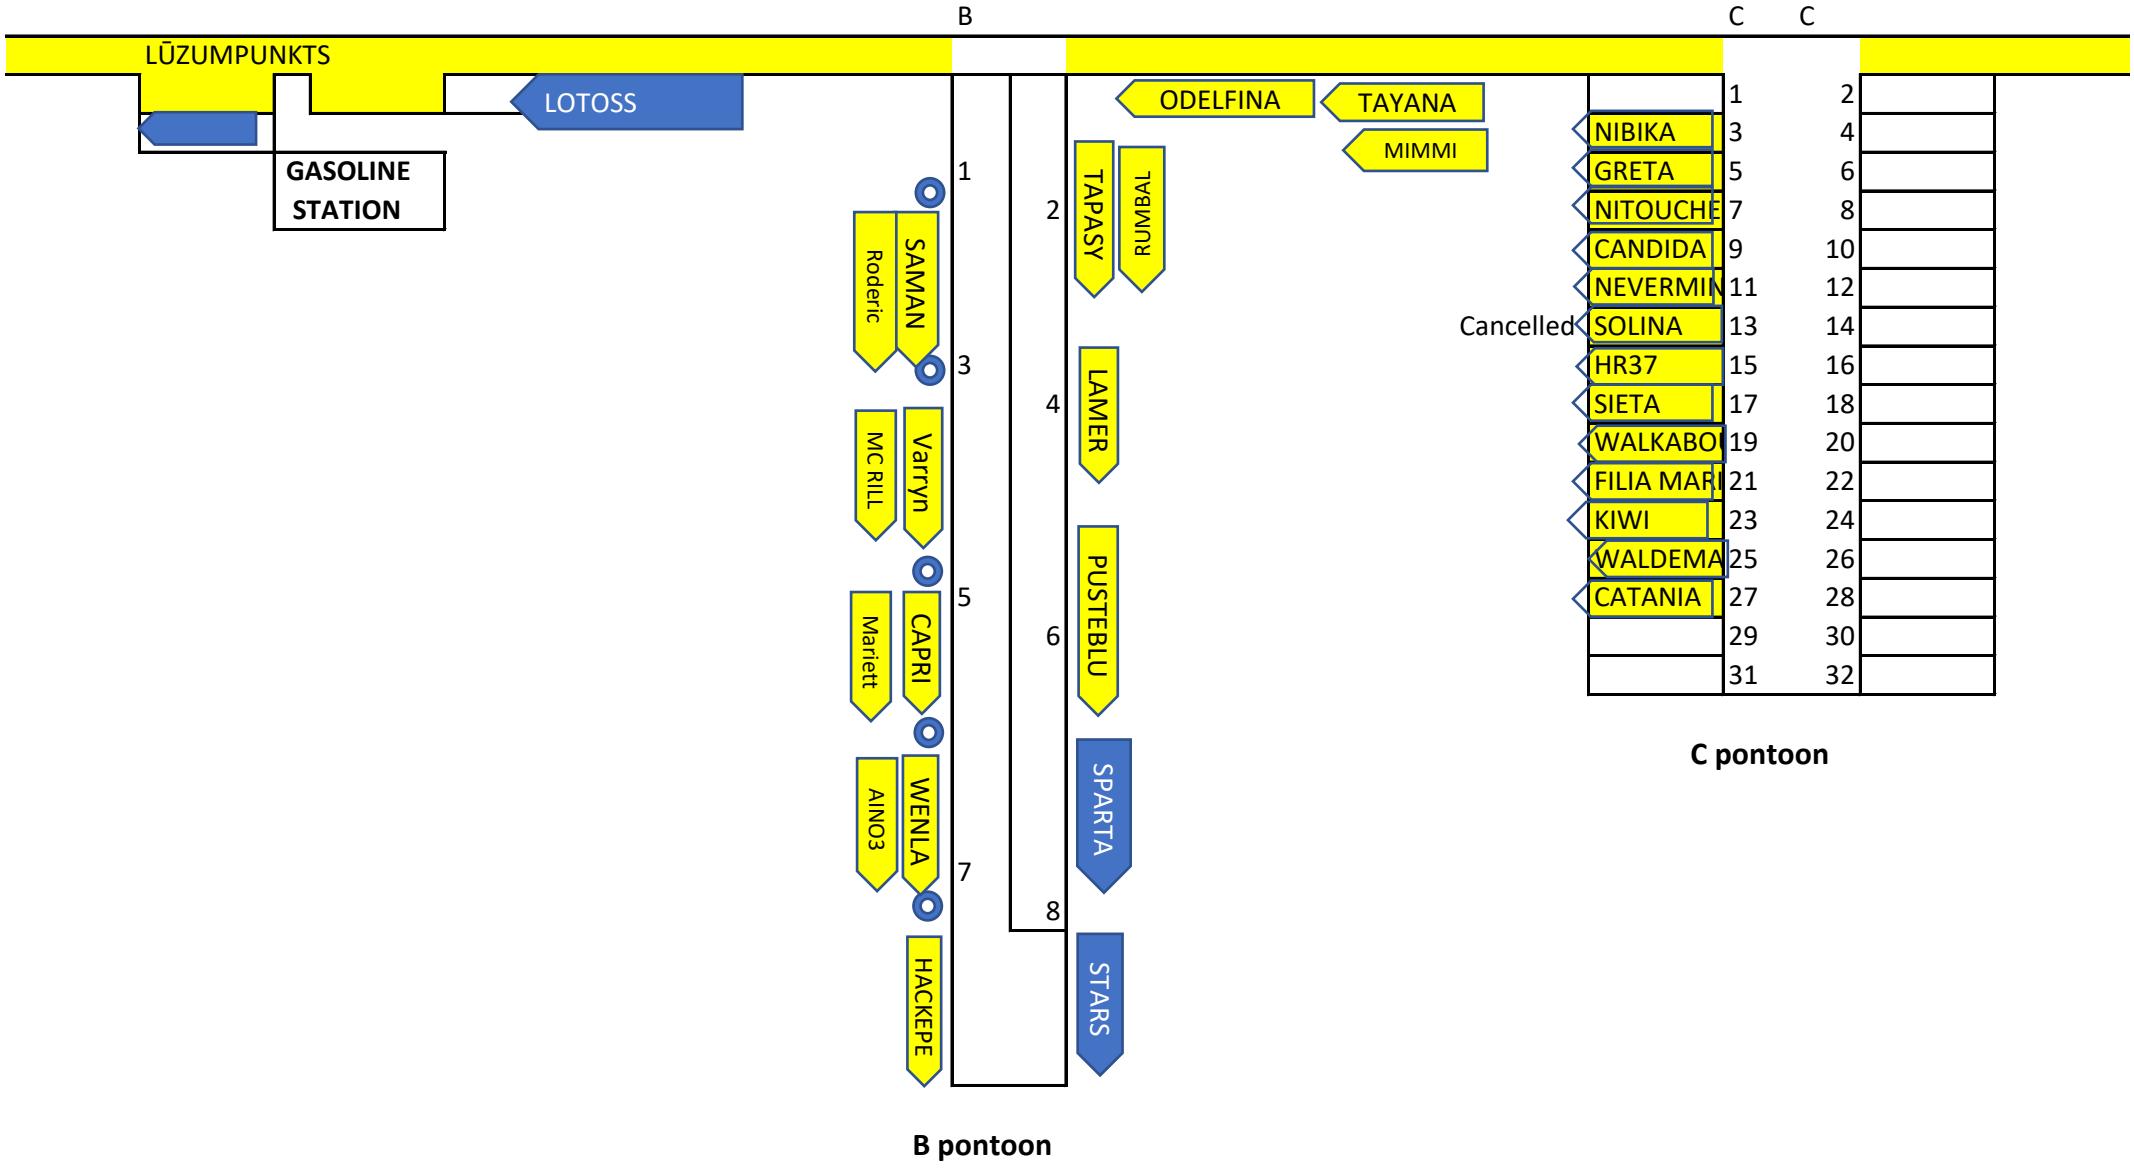 B
C C
LŪZUMPUNKTS
LOTOSS
GASOLINE
STATION
ODELFINA
TAYANA
MIMMI
TAPASY
RUMBAL
1
2
3
4
5
6
7
8
Roderic
SAMAN
MC RILL
Varryn
Mariett
CAPRI
AINO3
WENLA
HACKEPE
LAMER
PUSTEBLU
SPARTA
STARS
B pontoon
1 2
NIBIKA 3 4
GRETA 5 6
NITOUCHE 7 8
CANDIDA 9 10
NEVERMIN 11 12
Cancelled SOLINA 13 14
HR37 15 16
SIETA 17 18
WALKABOU 19 20
FILIA MARI 21 22
KIWI 23 24
WALDEMA 25 26
CATANIA 27 28
29 30
31 32
C pontoon